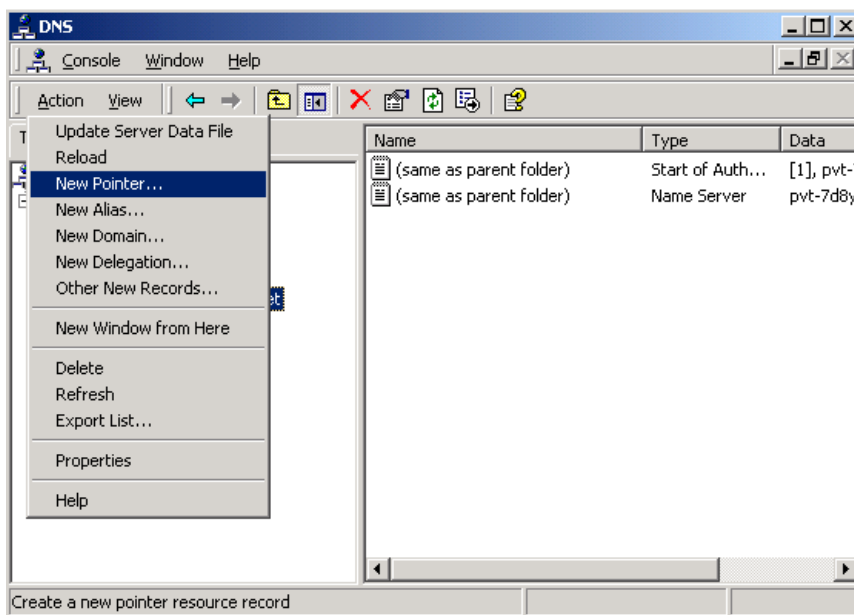 DNS
Console Window Help
Action View
Update Server Data File
Reload
New Pointer...
New Alias...
New Domain...
New Delegation...
Other New Records...
New Window from Here
Delete
Refresh
Export List...
Properties
Help
Name Type Data
(same as parent folder) Start of Auth... [1], pvt-
(same as parent folder) Name Server pvt-7d8y
Create a new pointer resource record